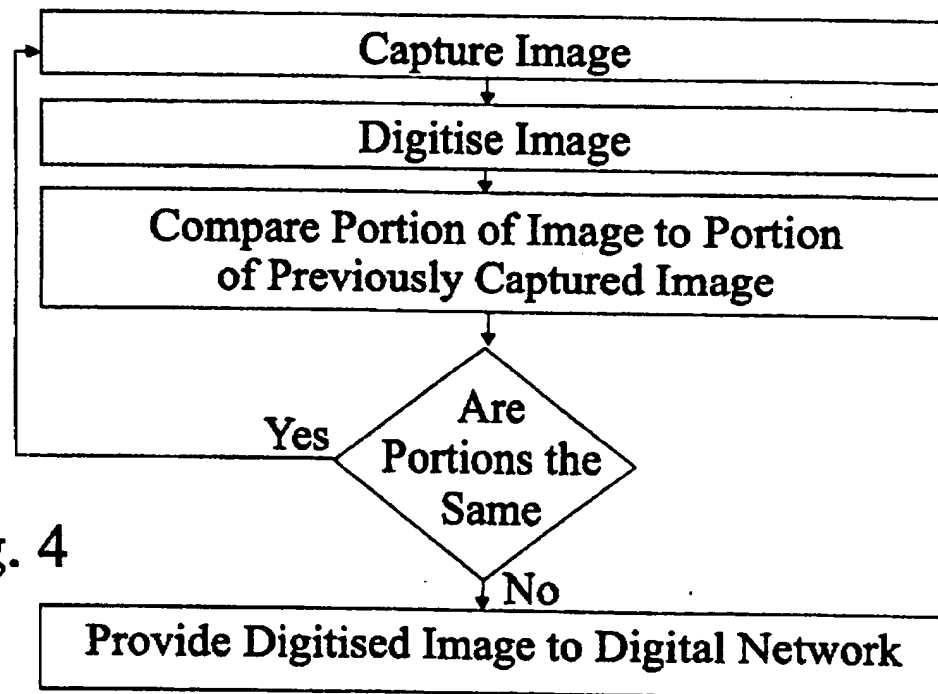 Capture Image
Digitise Image
Compare Portion of Image to Portion
of Previously Captured Image
Are
Portions the
Same
Yes
No
4
Provide Digitised Image to Digital Network